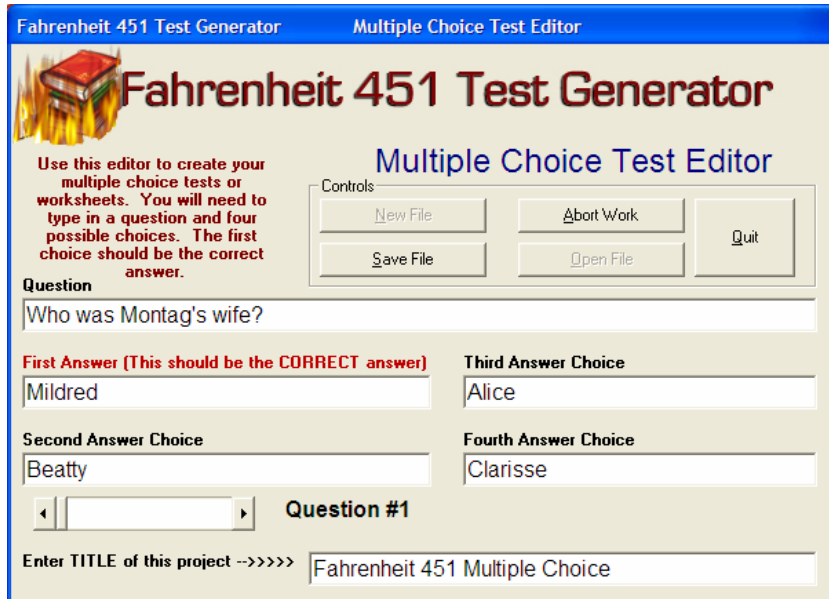 Fahrenheit 451 Test Generator Multiple Choice Test Editor
Fahrenheit 451 Test Generator
Use this editor to create your
multiple choice tests or
worksheets. You will need to
type in a question and four
possible choices. The first
choice should be the correct
answer.
Multiple Choice Test Editor
Controls
New File
Abort Work
Quit
Save File
Open File
Question
Who was Montag's wife?
First Answer (This should be the CORRECT answer)
Mildred
Third Answer Choice
Alice
Second Answer Choice
Beatty
Fourth Answer Choice
Clarisse
Question #1
Enter TITLE of this project -->>>>>
Fahrenheit 451 Multiple Choice